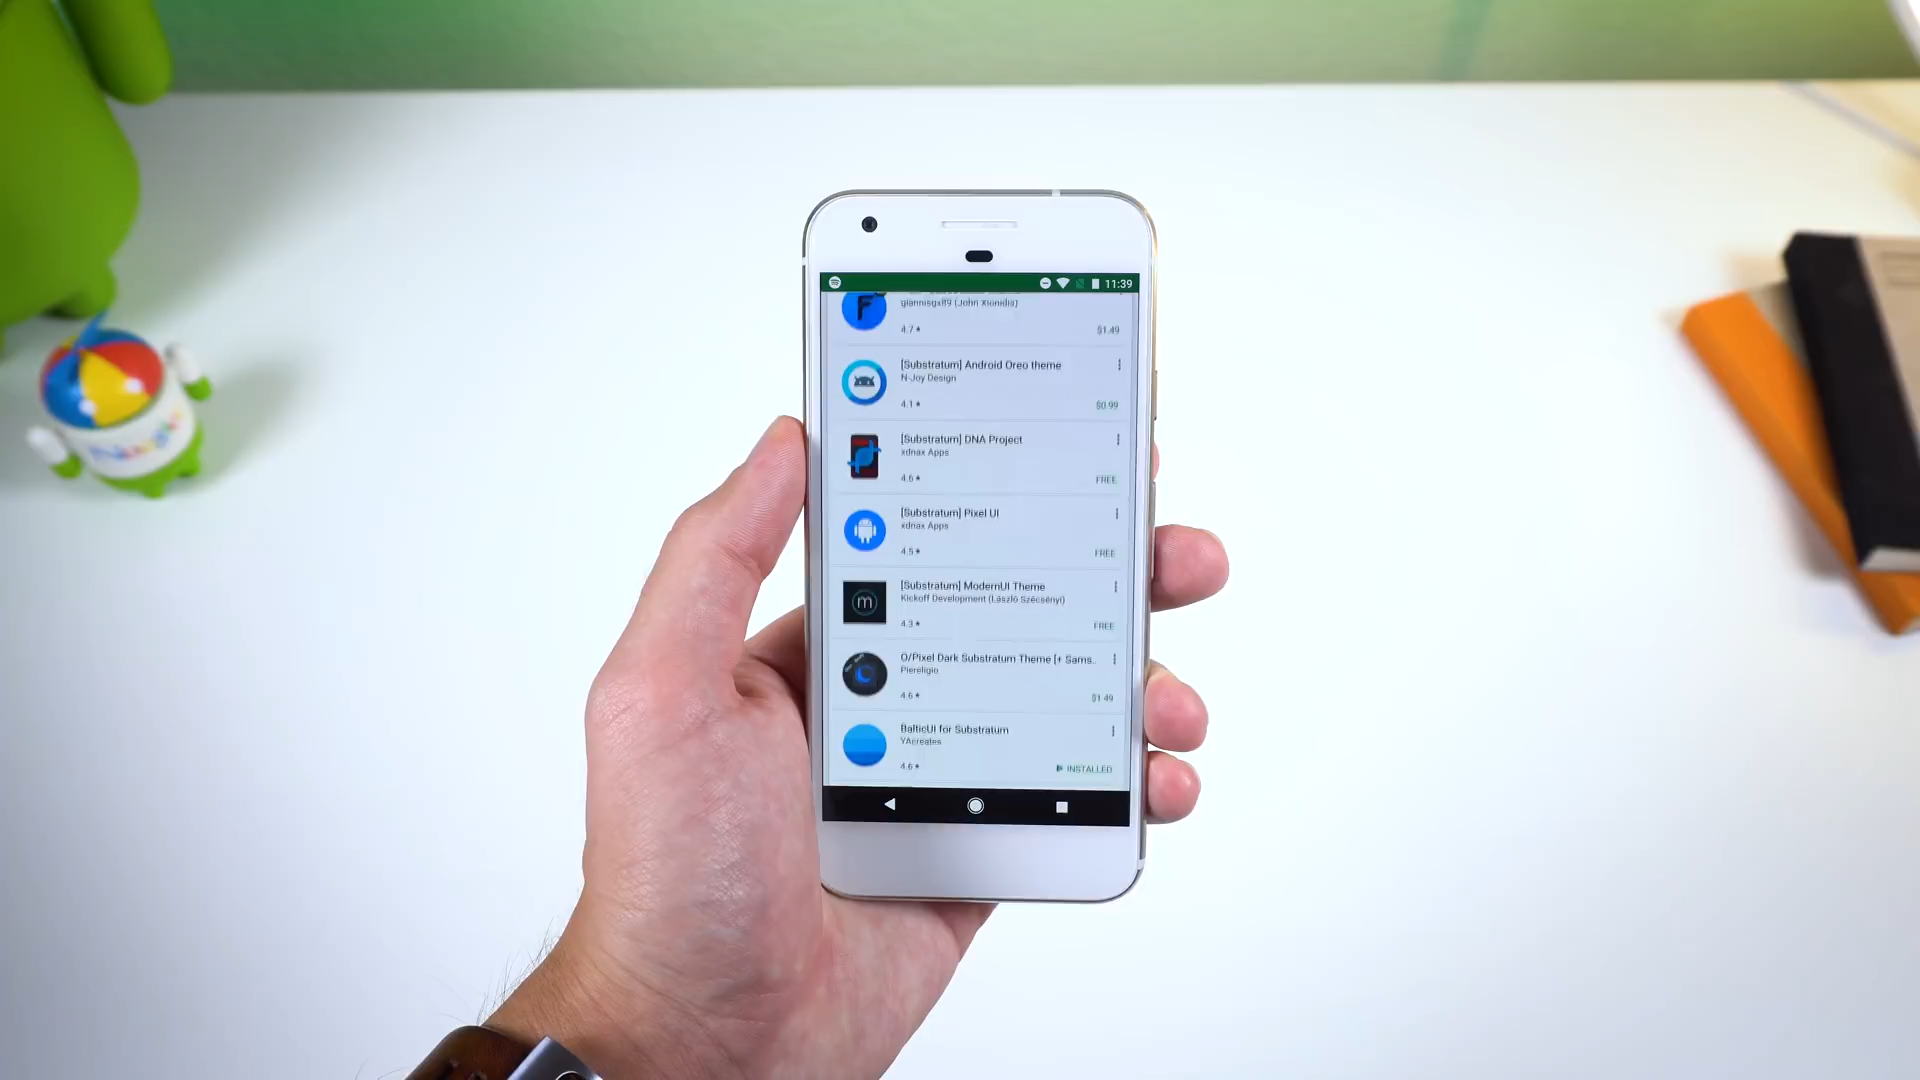 11:39
F
giannisgx89 (John Xionidis)
4.7 ★
$1.49
[Substratum] Android Oreo theme
N-Joy Design
4.1 ★
$0.99
[Substratum] DNA Project
xdnax Apps
4.6 ★
FREE
[Substratum] Pixel UI
xdnax Apps
4.5 ★
FREE
m
[Substratum] ModernUI Theme
Kickoff Development (László Szécsényi)
4.3 ★
FREE
O/Pixel Dark Substratum Theme [+ Sams..
Piereligio
4.6 ★
$1.49
BalticUI for Substratum
YAcreates
4.6 ★
INSTALLED